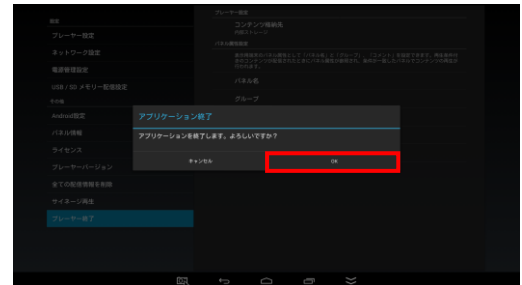 設定
プレーヤー設定
ネットワーク設定
電源管理設定
USB / SD メモリー配信設定
その他
Android設定
パネル情報
ライセンス
プレーヤーバージョン
全ての配信情報を削除
サイネージ再生
プレーヤー終了
プレーヤー設定
コンテンツ格納先
内部ストレージ
パネル属性設定
パネル名
グループ
アプリケーション終了
アプリケーションを終了します。よろしいですか?
キャンセル
OK